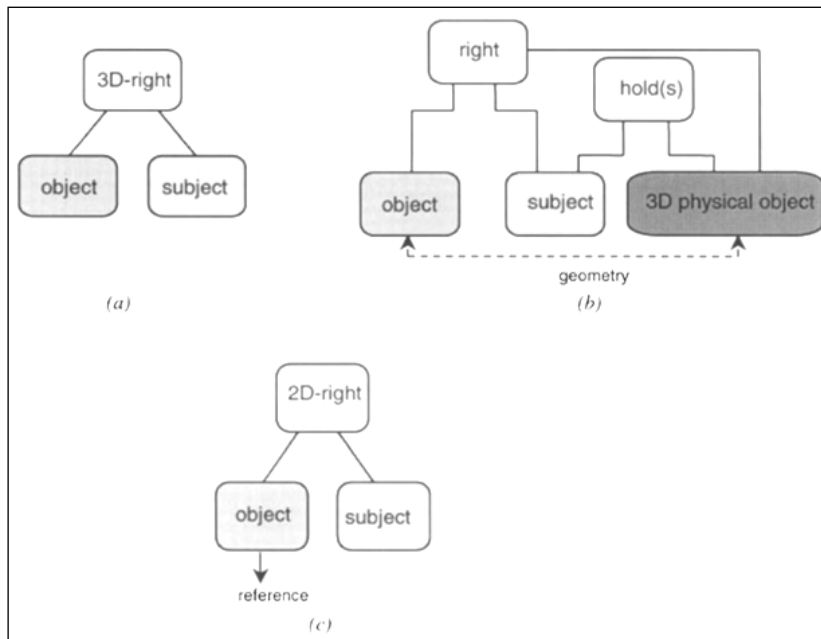 3D-right
object
subject
(a)
right
hold(s)
object
subject
3D physical object
geometry
(b)
2D-right
object
subject
reference
(c)